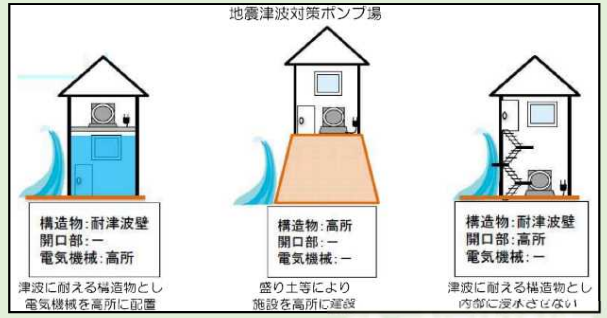 地震津波対策ポンプ場
構造物:耐津波壁
開口部:－
電気機械:高所
津波に耐える構造物とし
電気機械を高所に配置
構造物:高所
開口部:－
電気機械:－
盛り土等により
施設を高所に建設
構造物:耐津波壁
開口部:高所
電気機械:－
津波に耐える構造物とし
内部に浸水させない